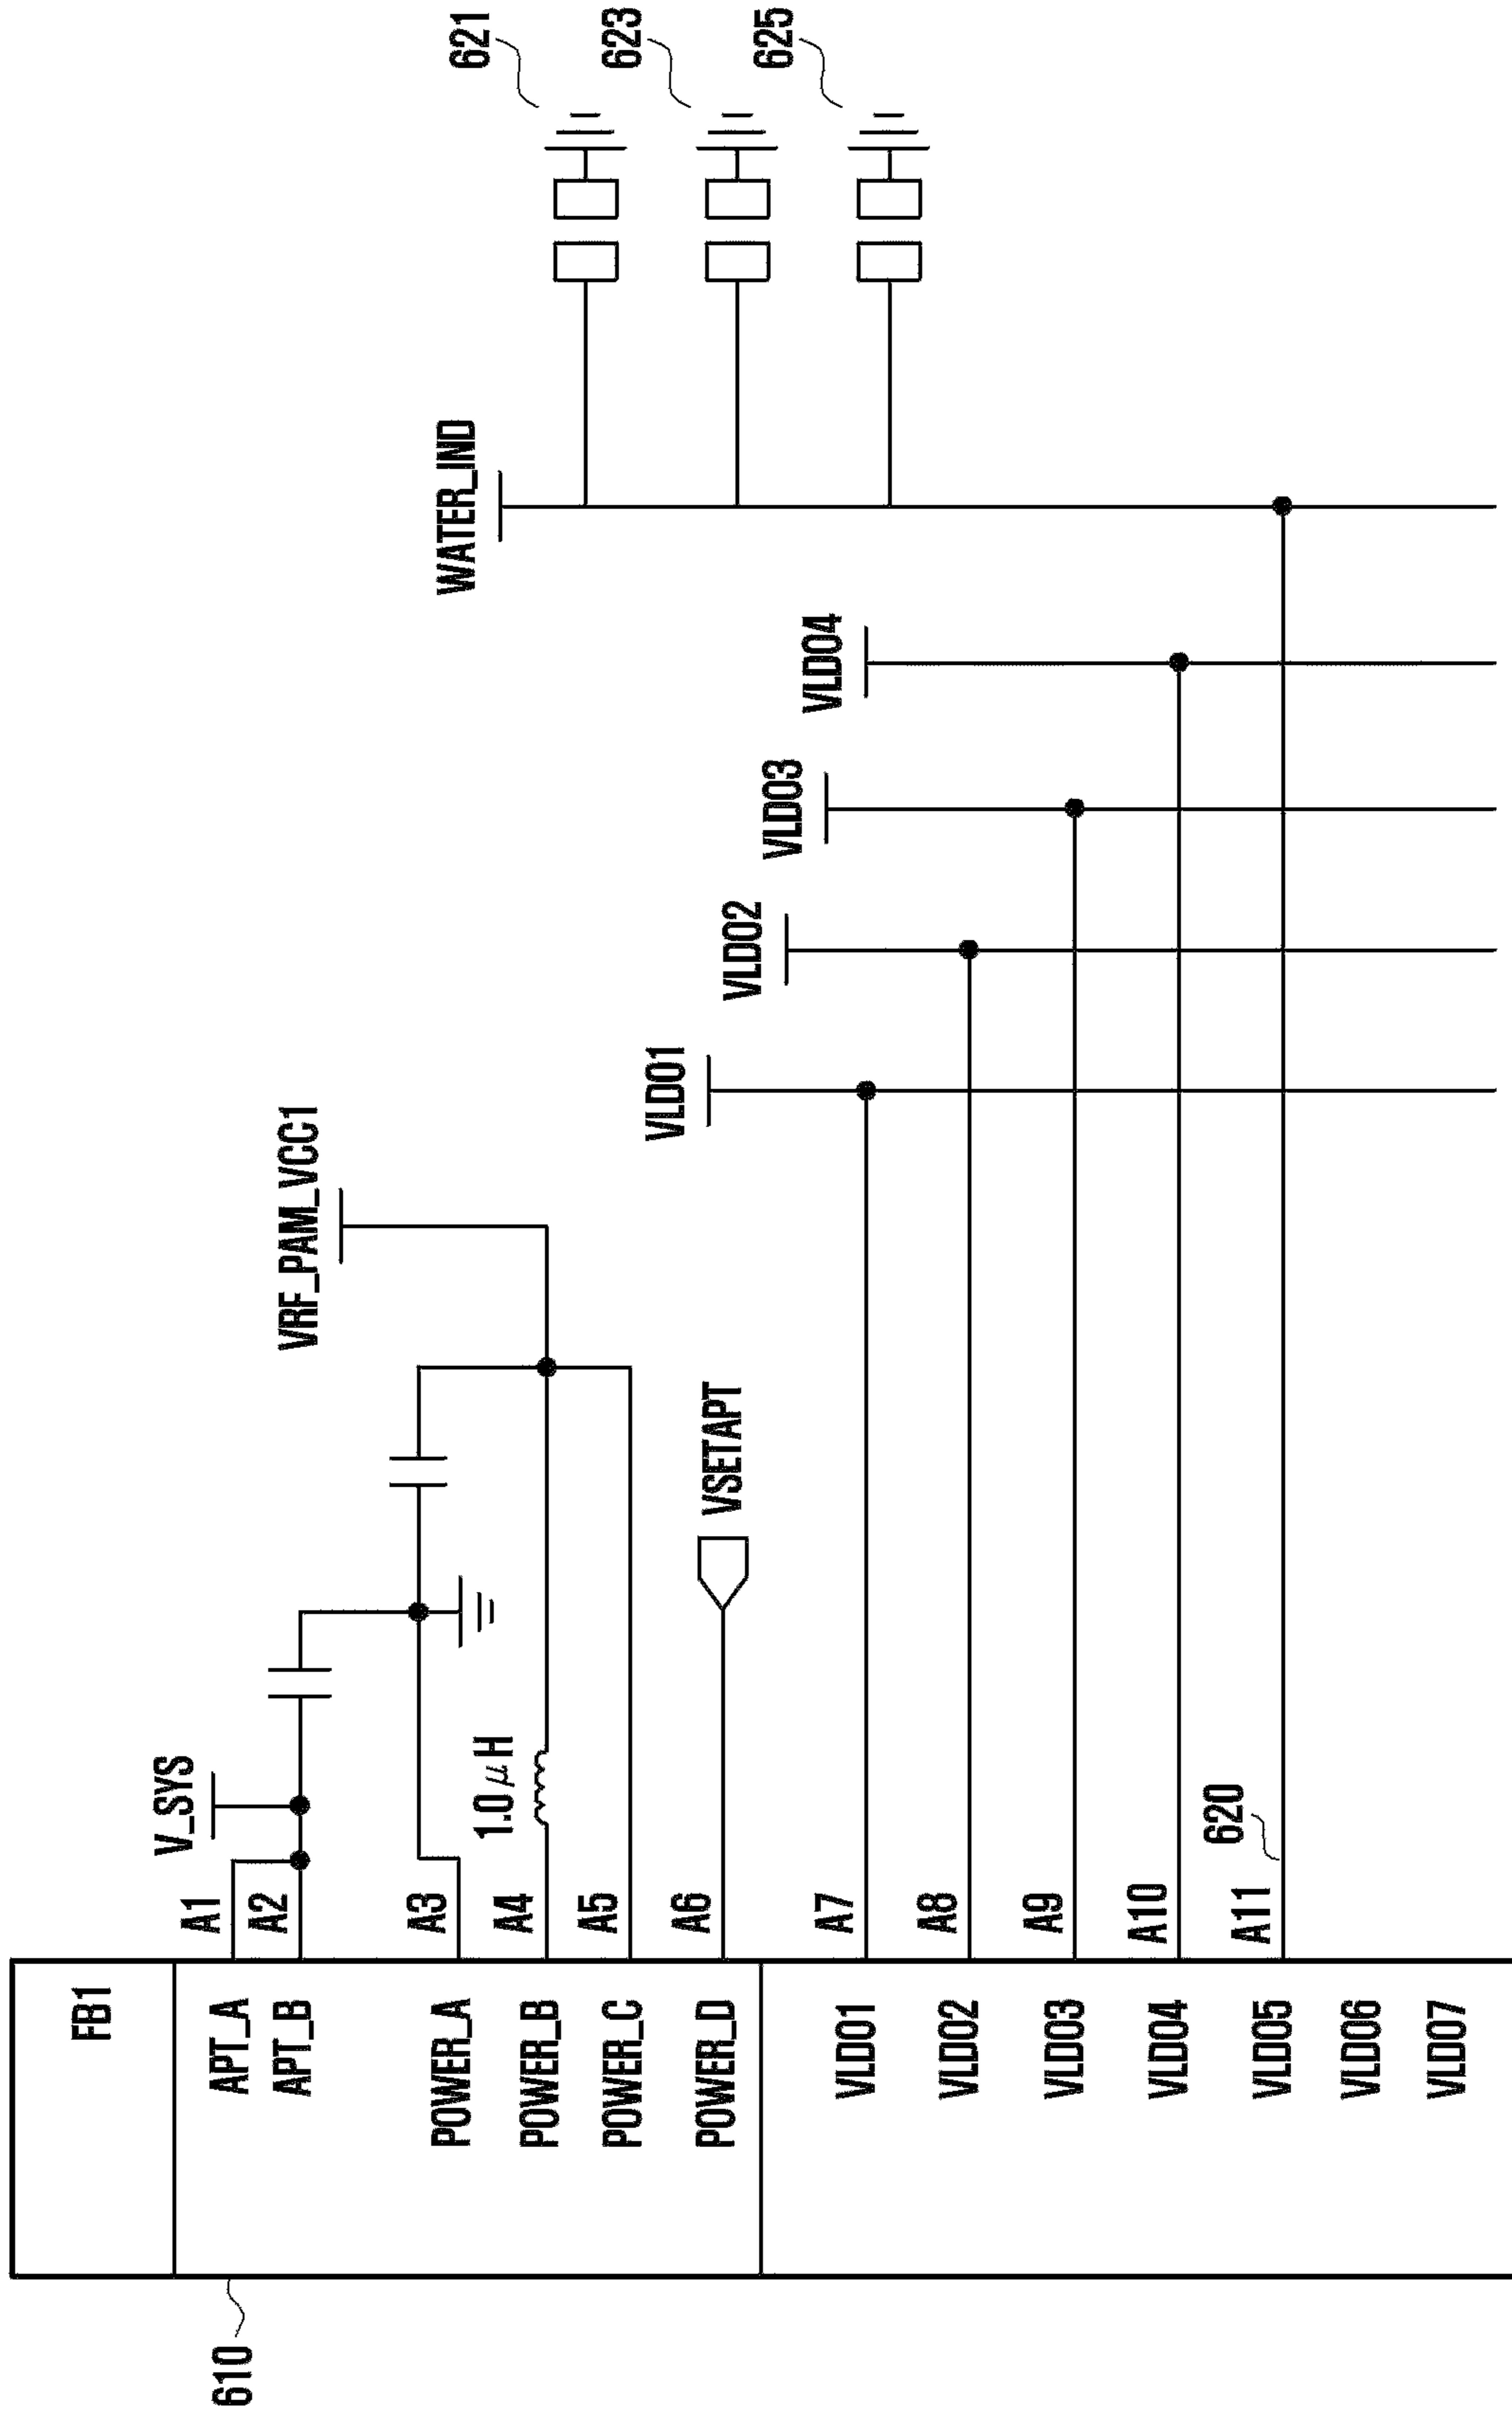 610
FB1
APT_A
APT_B
POWER_A
POWER_B
POWER_C
POWER_D
VLDO1
VLDO2
VLDO3
VLDO4
VLDO5
VLDO6
VLDO7
A1
A2
A3
A4
A5
A6
A7
A8
A9
A10
A11
V_SYS
1.0 μH
620
VSETAPT
VRF_PAM_VCC1
VLDO1
VLDO2
VLDO3
VLDO4
WATER_IND
621
623
625